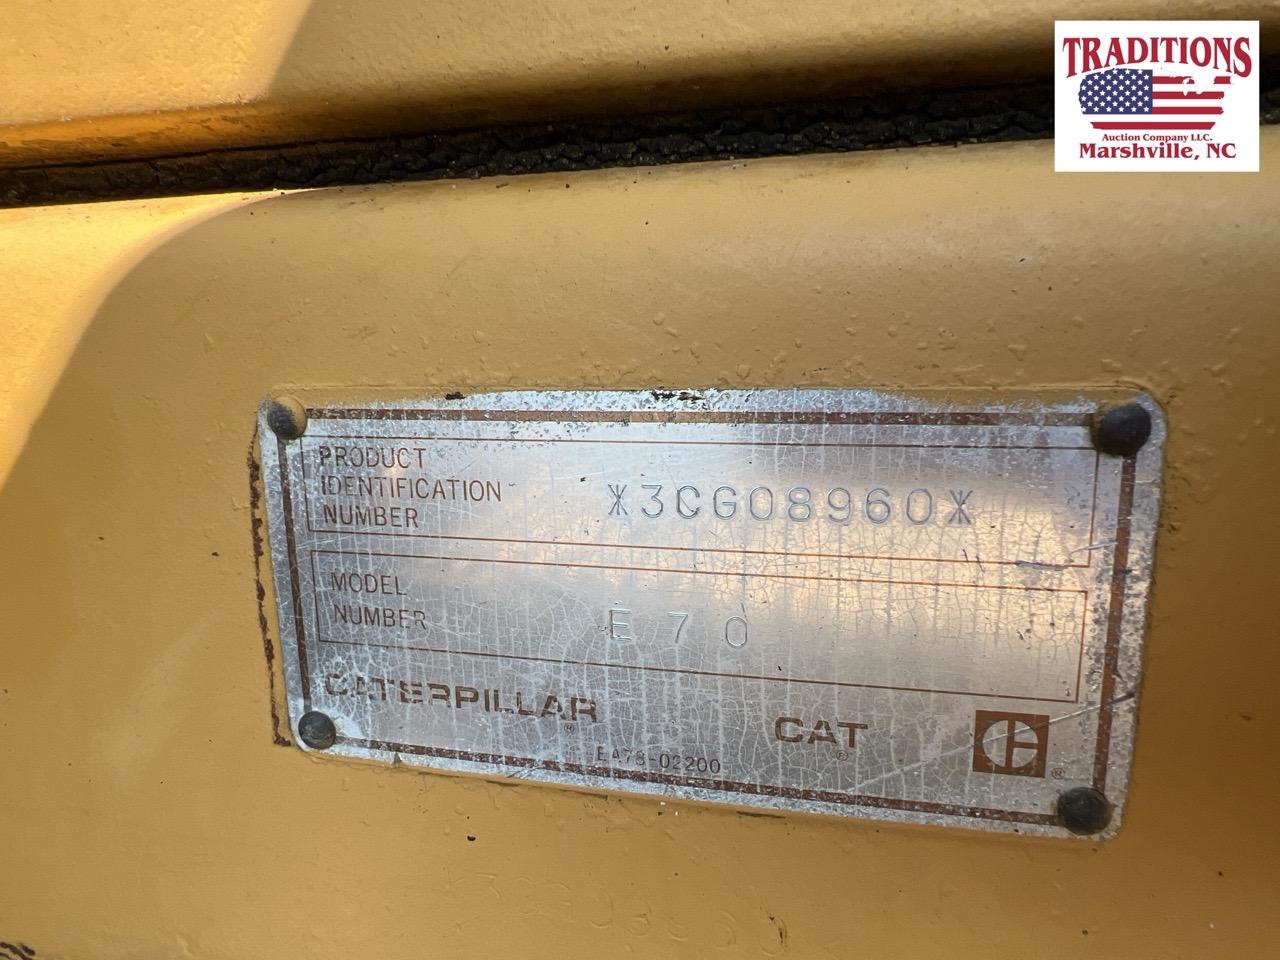 TRADITIONS
Auction Company LLC.
Marshville, NC
PRODUCT
IDENTIFICATION
NUMBER
*3CG08960*
MODEL
NUMBER
E70
CATERPILLAR®
CAT®
®
EA78-02200